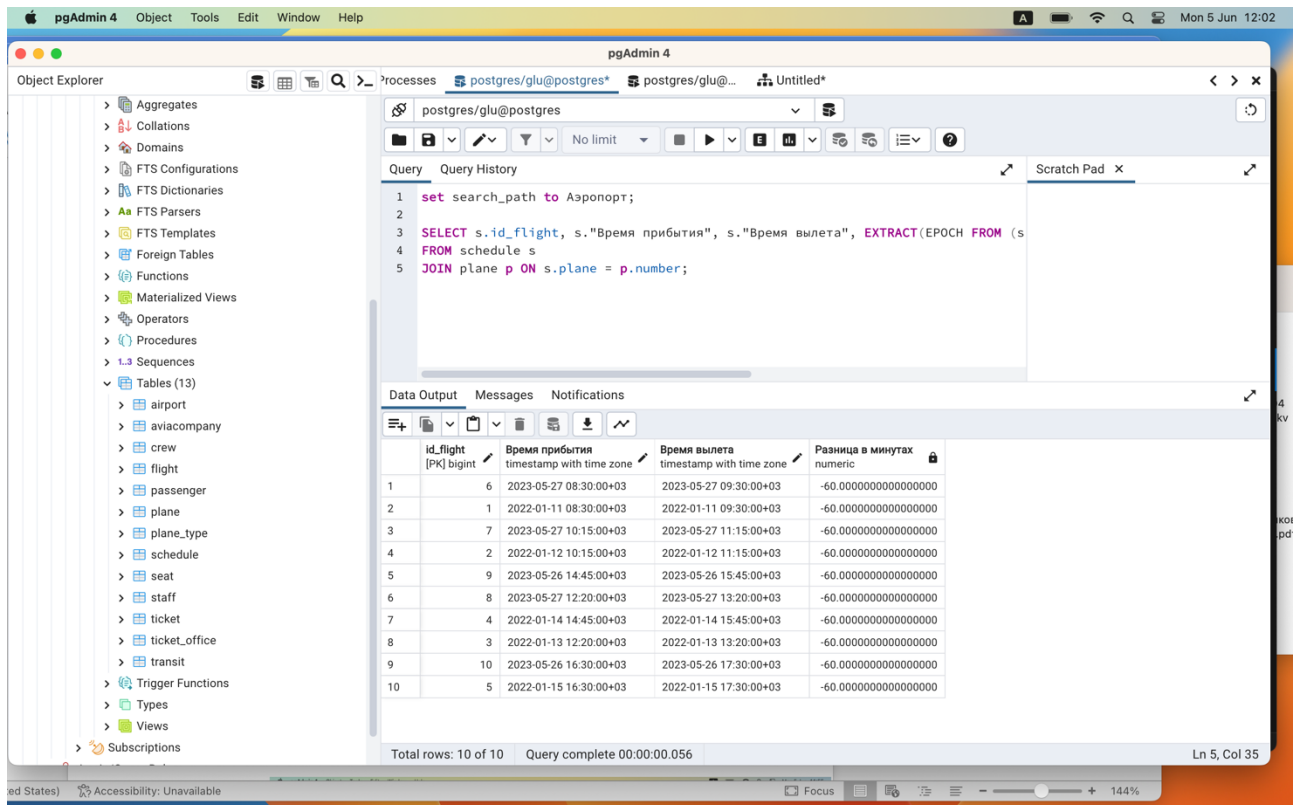 pgAdmin 4 Object Tools Edit Window Help A Mon 5 Jun 12:02
pgAdmin 4
Object Explorer
Processes postgres/glu@postgres* postgres/glu@... Untitled*
Aggregates
Collations
Domains
FTS Configurations
FTS Dictionaries
Aa FTS Parsers
FTS Templates
Foreign Tables
Functions
Materialized Views
Operators
Procedures
1..3 Sequences
Tables (13)
airport
aviacompany
crew
flight
passenger
plane
plane_type
schedule
seat
staff
ticket
ticket_office
transit
Trigger Functions
Types
Views
Subscriptions
postgres/glu@postgres
No limit E
Query Query History Scratch Pad
1 set search_path to Аэропорт;
2
3 SELECT s.id_flight, s."Время прибытия", s."Время вылета", EXTRACT(EPOCH FROM (s
4 FROM schedule s
5 JOIN plane p ON s.plane = p.number;
Data Output Messages Notifications
id_flight Время прибытия Время вылета Разница в минутах
[PK] bigint timestamp with time zone timestamp with time zone numeric
1 6 2023-05-27 08:30:00+03 2023-05-27 09:30:00+03 -60.0000000000000000
2 1 2022-01-11 08:30:00+03 2022-01-11 09:30:00+03 -60.0000000000000000
3 7 2023-05-27 10:15:00+03 2023-05-27 11:15:00+03 -60.0000000000000000
4 2 2022-01-12 10:15:00+03 2022-01-12 11:15:00+03 -60.0000000000000000
5 9 2023-05-26 14:45:00+03 2023-05-26 15:45:00+03 -60.0000000000000000
6 8 2023-05-27 12:20:00+03 2023-05-27 13:20:00+03 -60.0000000000000000
7 4 2022-01-14 14:45:00+03 2022-01-14 15:45:00+03 -60.0000000000000000
8 3 2022-01-13 12:20:00+03 2022-01-13 13:20:00+03 -60.0000000000000000
9 10 2023-05-26 16:30:00+03 2023-05-26 17:30:00+03 -60.0000000000000000
10 5 2022-01-15 16:30:00+03 2022-01-15 17:30:00+03 -60.0000000000000000
Total rows: 10 of 10 Query complete 00:00:00.056 Ln 5, Col 35
ed States) Accessibility: Unavailable Focus 144%